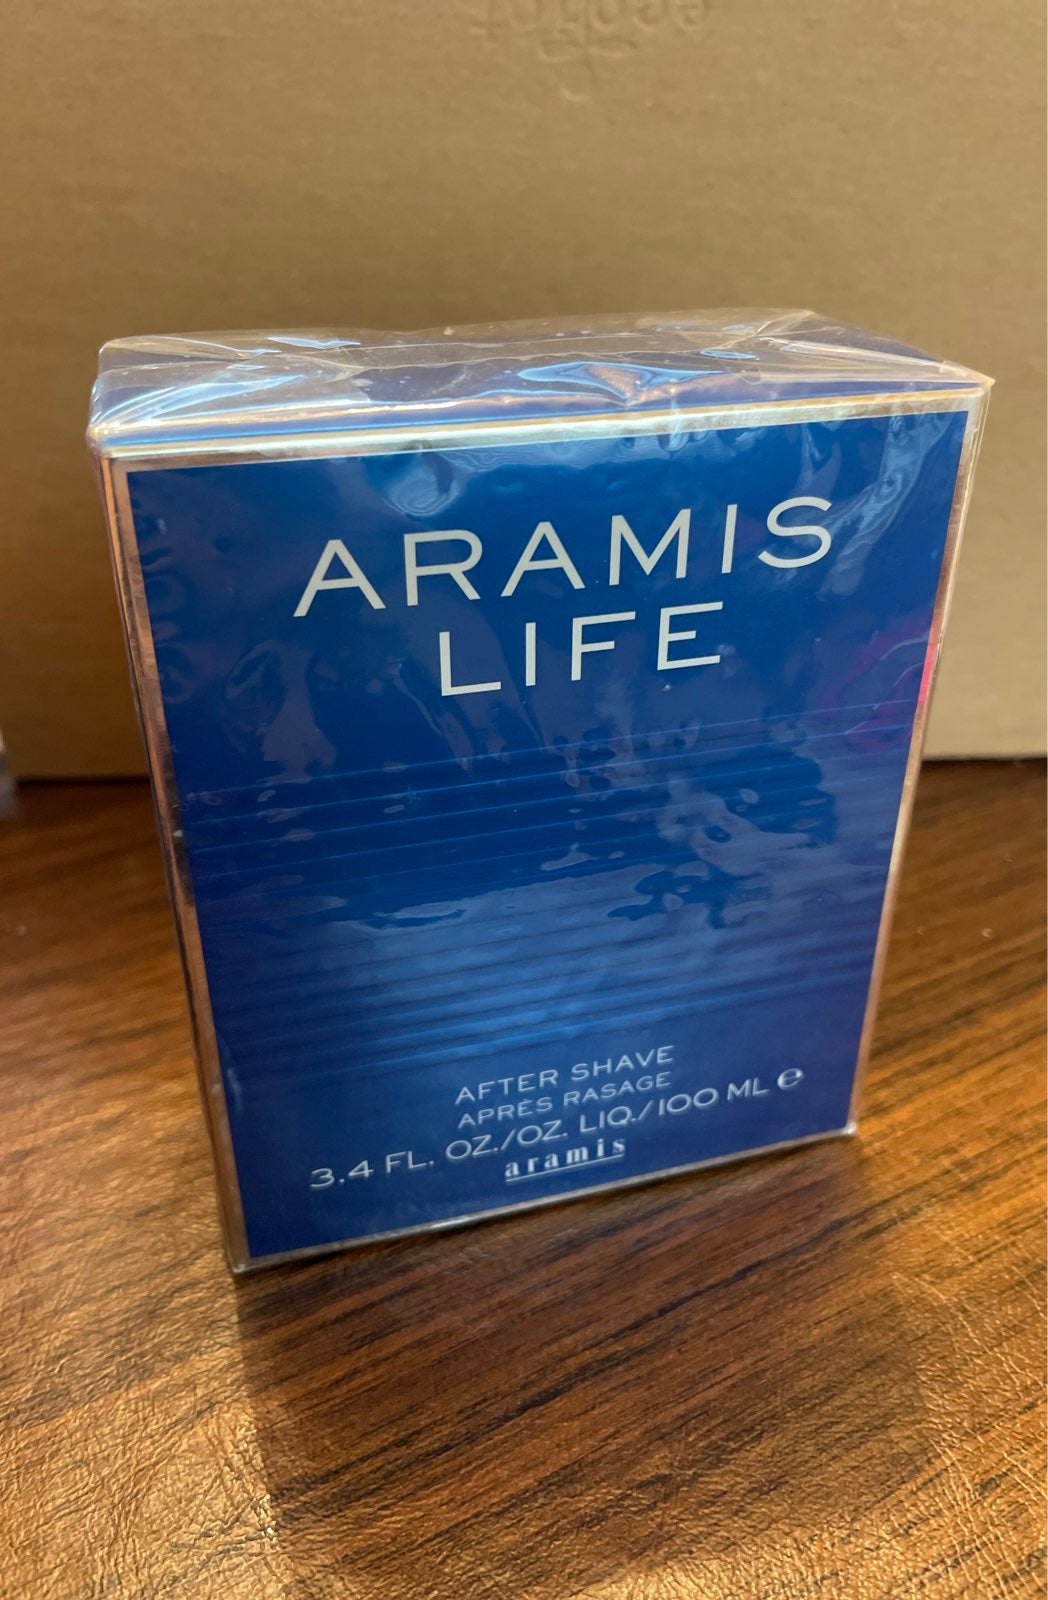 ARAMIS
LIFE
AFTER SHAVE
APRÈS RASAGE
3.4 FL. OZ./OZ. LIQ./100 ML ℮
aramis